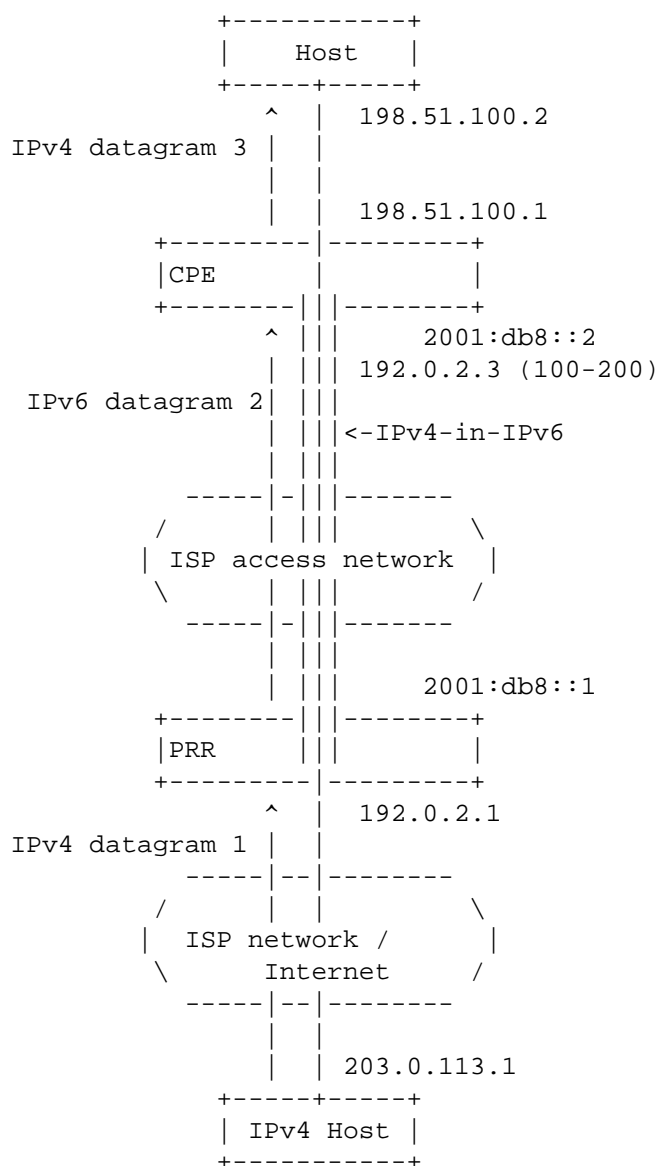 Host
198.51.100.2
IPv4 datagram 3
198.51.100.1
CPE
2001:db8::2
192.0.2.3 (100-200)
IPv6 datagram 2
<-IPv4-in-IPv6
ISP access network
2001:db8::1
PRR
192.0.2.1
IPv4 datagram 1
ISP network /
Internet
203.0.113.1
IPv4 Host